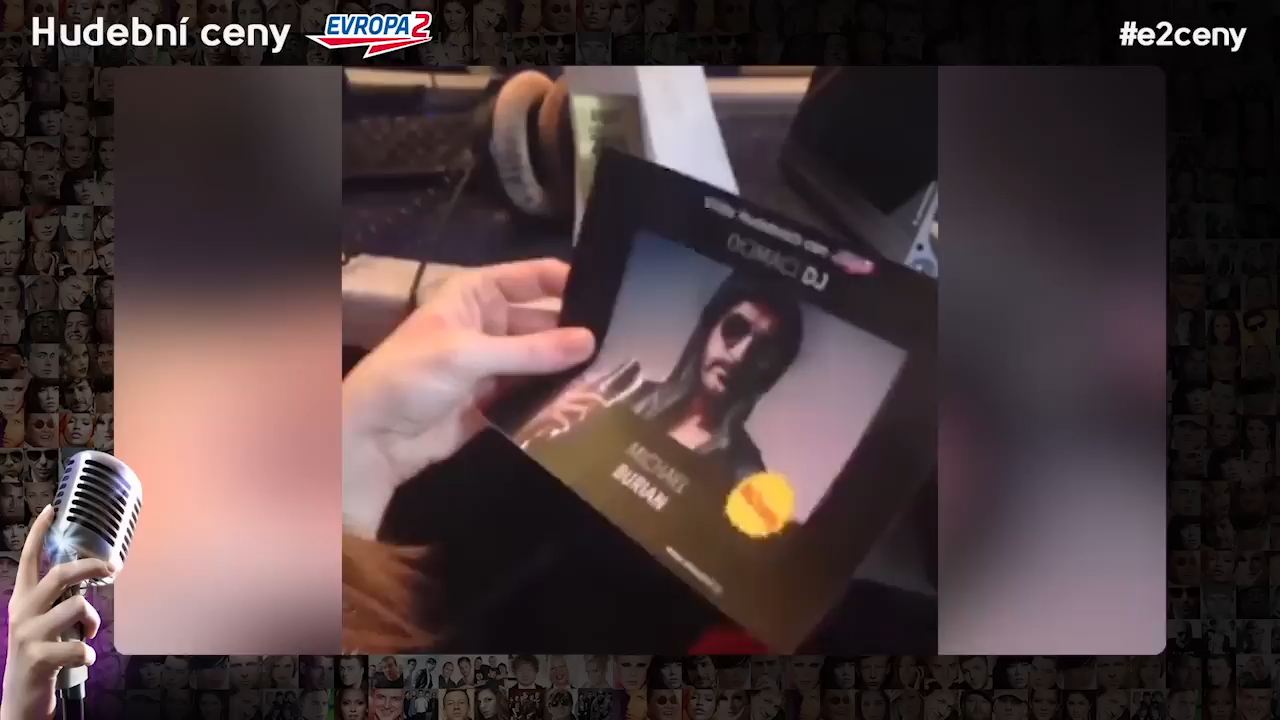 Hudební ceny EVROPA 2
#e2ceny
DOMÁCÍ DJ
MICHAEL
BURIAN